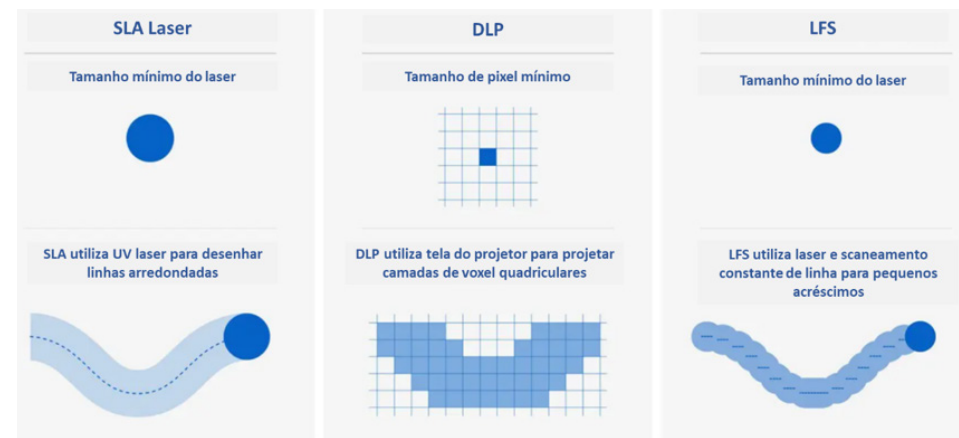 SLA Laser
Tamanho mínimo do laser
SLA utiliza UV laser para desenhar
linhas arredondadas
DLP
Tamanho de pixel mínimo
DLP utiliza tela do projetor para projetar
camadas de voxel quadriculares
LFS
Tamanho mínimo do laser
LFS utiliza laser e scaneamento
constante de linha para pequenos
acréscimos